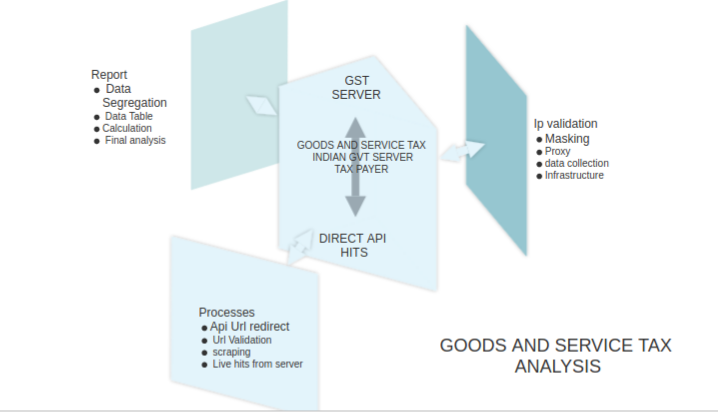 Report
● Data
Segregation
● Data Table
● Calculation
● Final analysis
GST
SERVER
GOODS AND SERVICE TAX
INDIAN GVT SERVER
TAX PAYER
DIRECT API
HITS
Ip validation
● Masking
● Proxy
● data collection
● Infrastructure
Processes
● Api Url redirect
● Url Validation
● scraping
● Live hits from server
GOODS AND SERVICE TAX
ANALYSIS